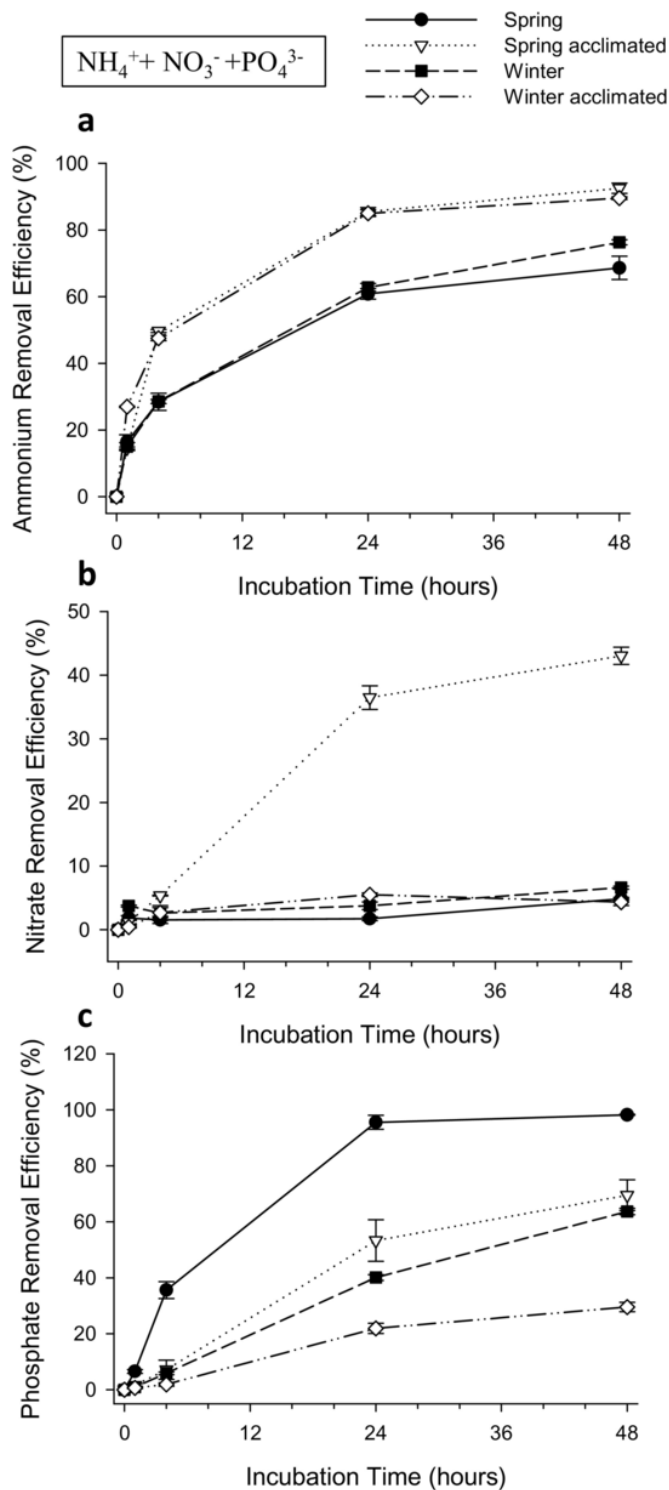 Spring
Spring acclimated
Winter
Winter acclimated
NH₄⁺+ NO₃⁻ +PO₄³⁻
a
Ammonium Removal Efficiency (%)
100
80
60
40
20
0
0 12 24 36 48
Incubation Time (hours)
b
Nitrate Removal Efficiency (%)
50
40
30
20
10
0
0 12 24 36 48
Incubation Time (hours)
c
Phosphate Removal Efficiency (%)
120
100
80
60
40
20
0
0 24 48
Incubation Time (hours)